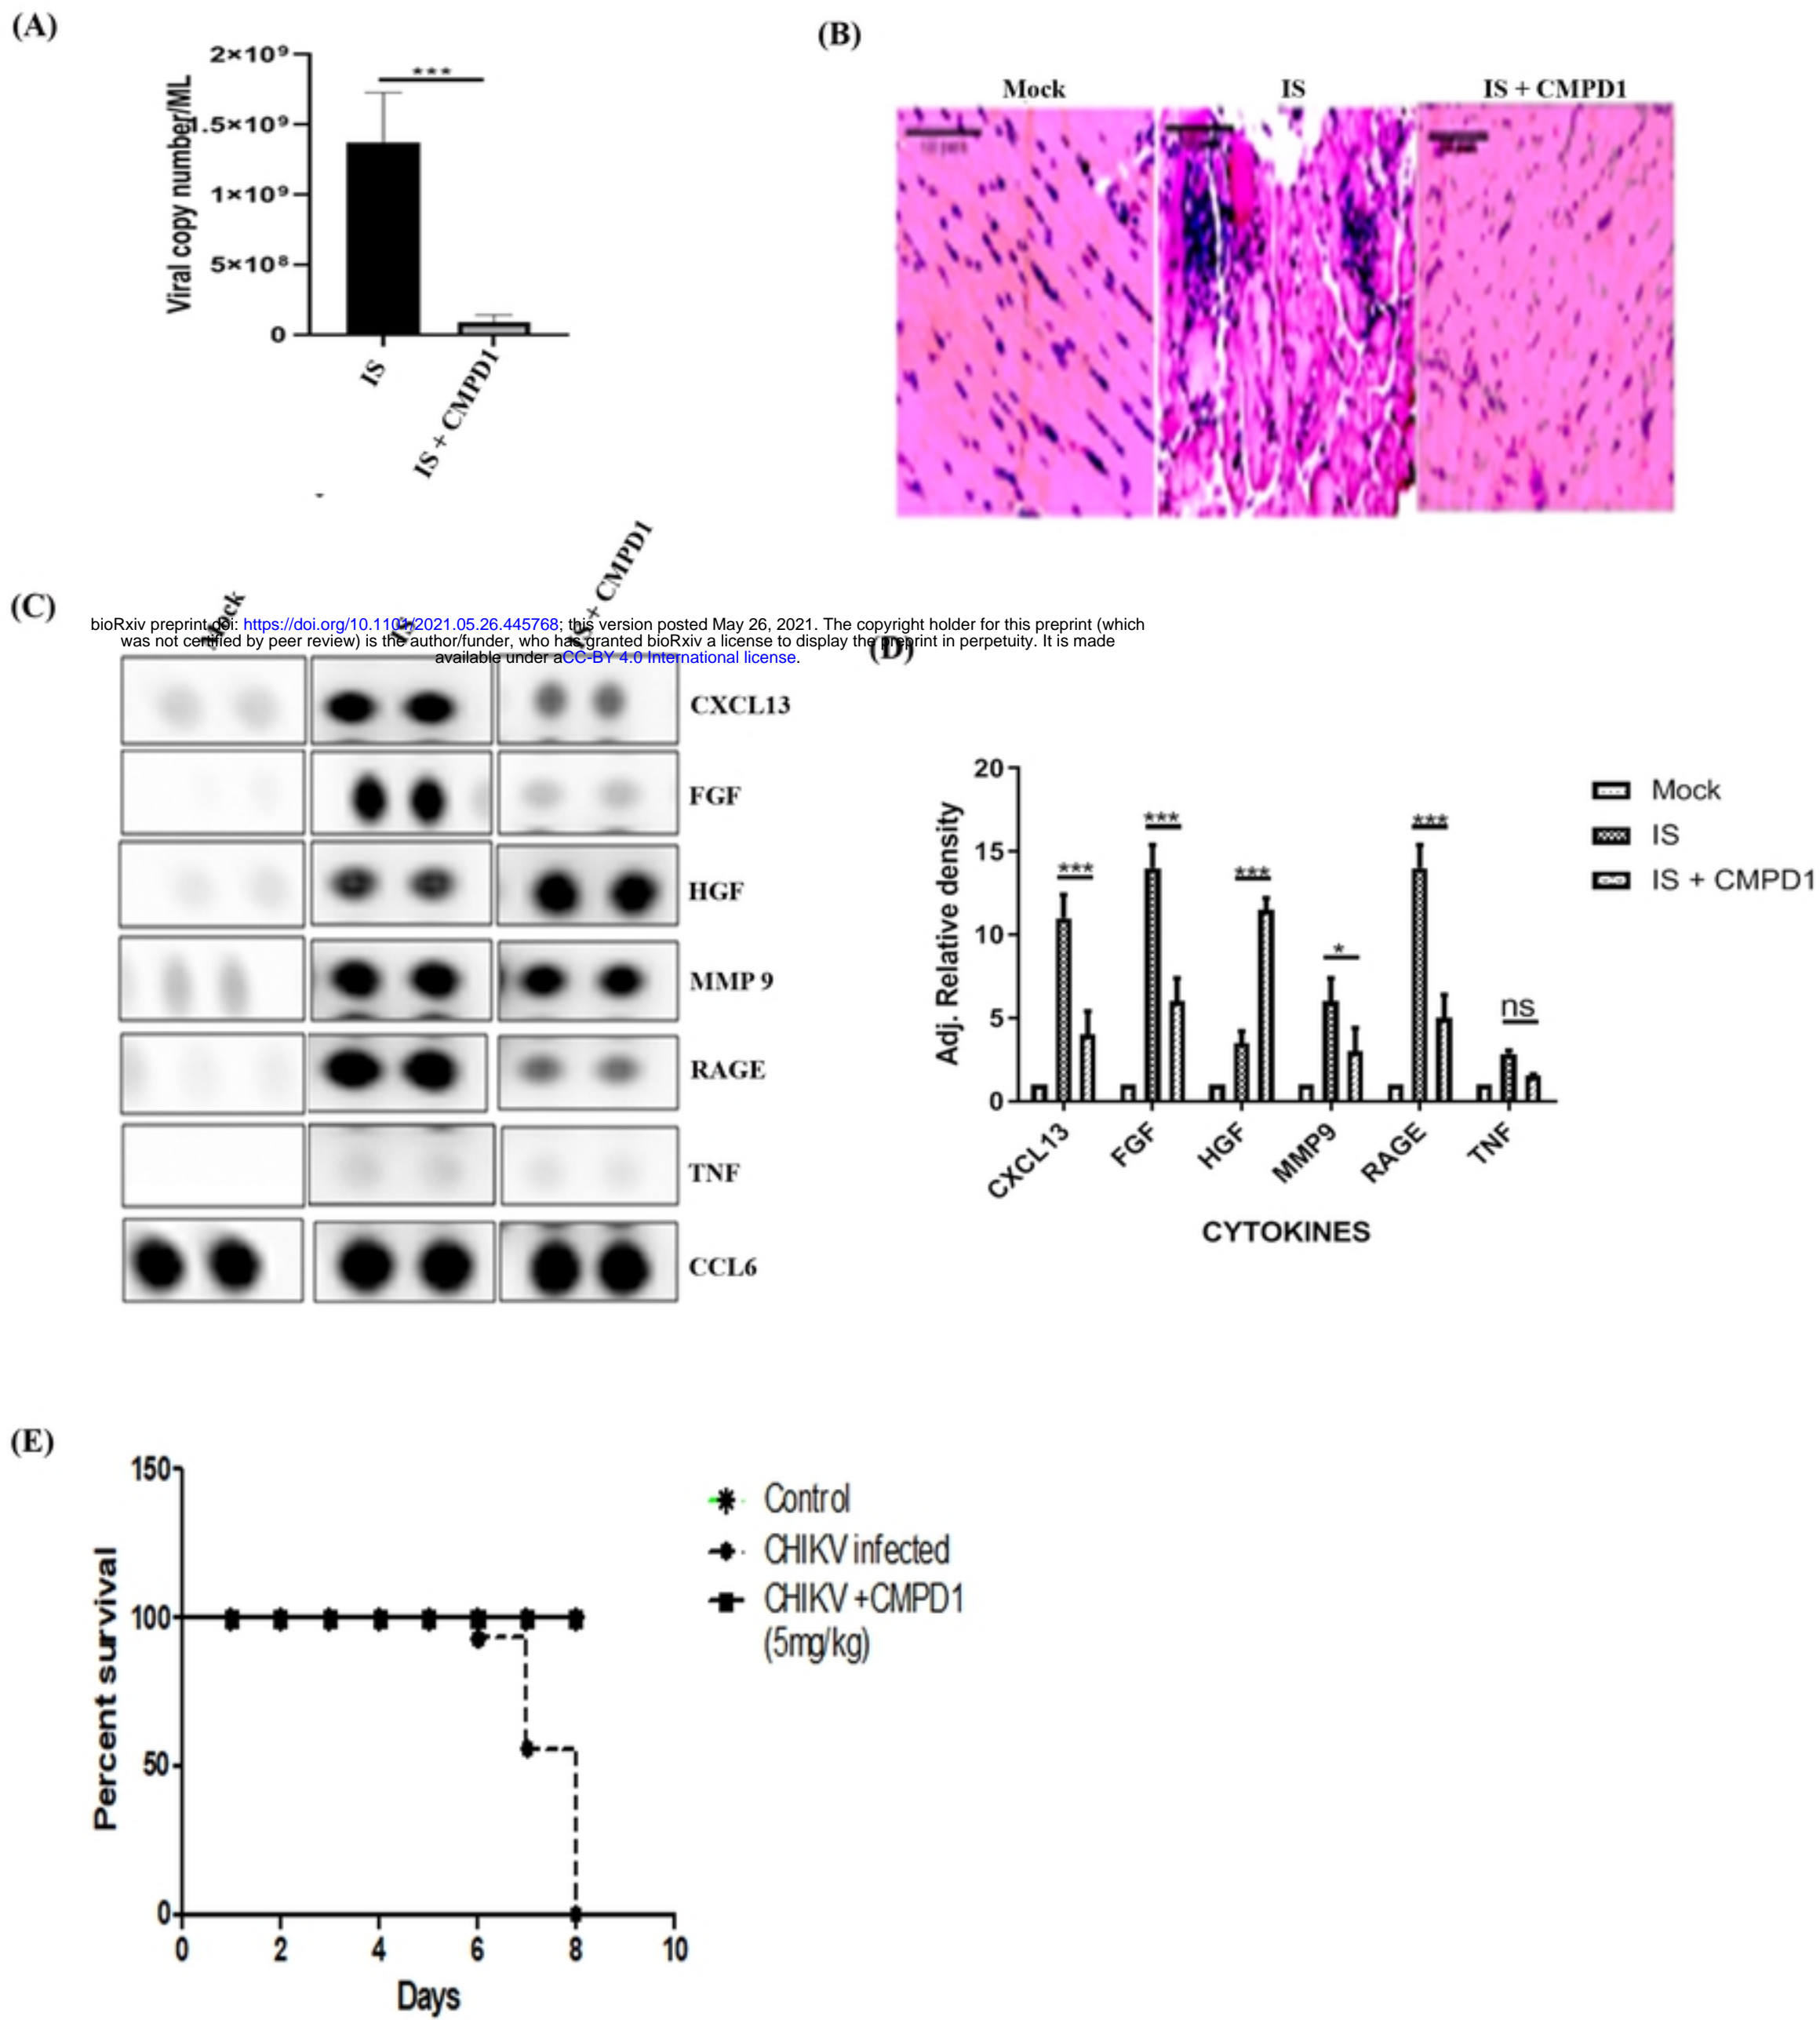 (A)
2×10⁹
1.5×10⁹
1×10⁹
5×10⁸
0
Viral copy number/ML
***
IS
IS + CMPD1
(B)
Mock
IS
IS + CMPD1
(C)
Mock
IS
IS + CMPD1
bioRxiv preprint doi: https://doi.org/10.1101/2021.05.26.445768; this version posted May 26, 2021. The copyright holder for this preprint (which
was not certified by peer review) is the author/funder, who has granted bioRxiv a license to display the preprint in perpetuity. It is made
available under aCC-BY 4.0 International license.
CXCL13
FGF
HGF
MMP 9
RAGE
TNF
CCL6
(D)
20
15
10
5
0
Adj. Relative density
***
***
***
*
***
ns
CXCL13
FGF
HGF
MMP9
RAGE
TNF
CYTOKINES
Mock
IS
IS + CMPD1
(E)
150
100
50
0
Percent survival
0 2 4 6 8 10
Days
Control
CHIKV infected
CHIKV +CMPD1
(5mg/kg)